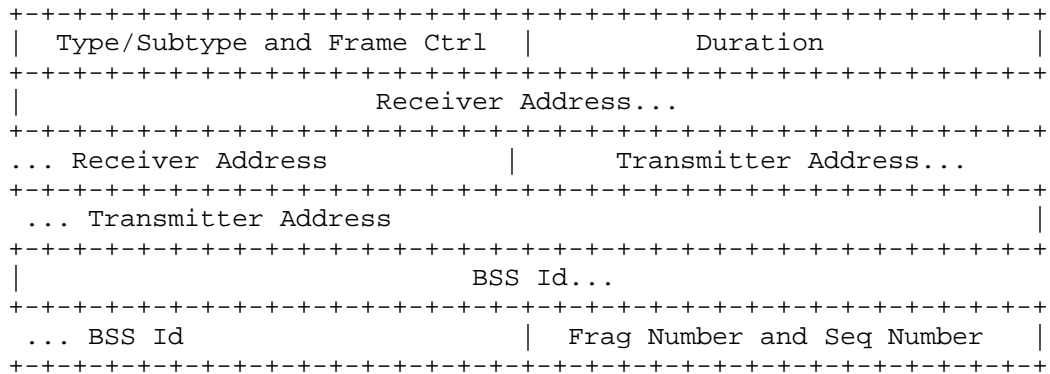 +-+-+-+-+-+-+-+-+-+-+-+-+-+-+-+-+-+-+-+-+-+-+-+-+-+-+-+-+-+-+-+-+
|  Type/Subtype and Frame Ctrl  |          Duration             |
+-+-+-+-+-+-+-+-+-+-+-+-+-+-+-+-+-+-+-+-+-+-+-+-+-+-+-+-+-+-+-+-+
|                      Receiver Address...
+-+-+-+-+-+-+-+-+-+-+-+-+-+-+-+-+-+-+-+-+-+-+-+-+-+-+-+-+-+-+-+-+
... Receiver Address           |      Transmitter Address...
+-+-+-+-+-+-+-+-+-+-+-+-+-+-+-+-+-+-+-+-+-+-+-+-+-+-+-+-+-+-+-+-+
 ... Transmitter Address                                        |
+-+-+-+-+-+-+-+-+-+-+-+-+-+-+-+-+-+-+-+-+-+-+-+-+-+-+-+-+-+-+-+-+
|                            BSS Id...
+-+-+-+-+-+-+-+-+-+-+-+-+-+-+-+-+-+-+-+-+-+-+-+-+-+-+-+-+-+-+-+-+
 ... BSS Id                     |  Frag Number and Seq Number   |
+-+-+-+-+-+-+-+-+-+-+-+-+-+-+-+-+-+-+-+-+-+-+-+-+-+-+-+-+-+-+-+-+